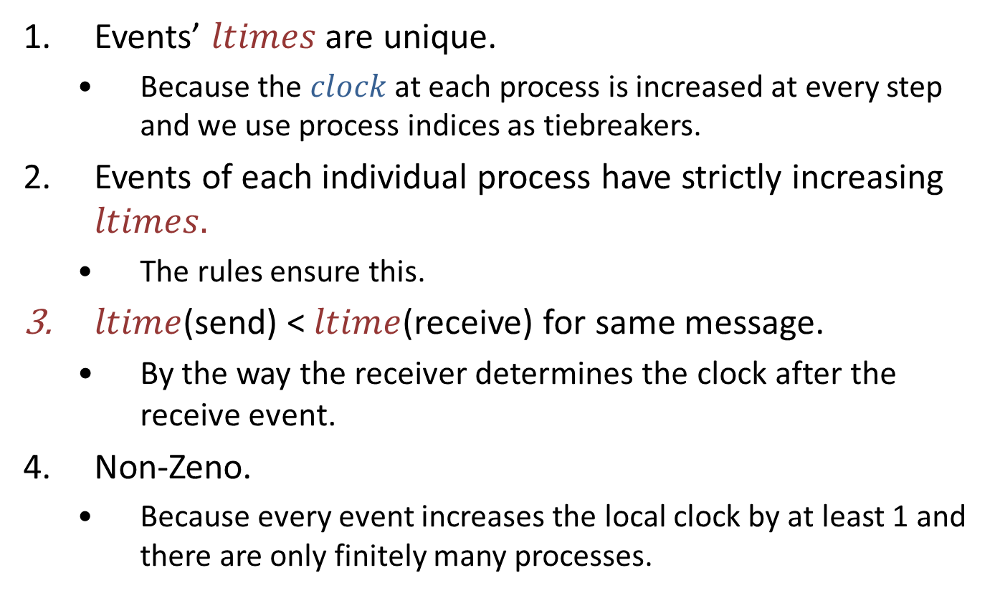 1. Events’ ltimes are unique.
• Because the clock at each process is increased at every step
and we use process indices as tiebreakers.
2. Events of each individual process have strictly increasing
ltimes.
• The rules ensure this.
3. ltime(send) < ltime(receive) for same message.
• By the way the receiver determines the clock after the
receive event.
4. Non-Zeno.
• Because every event increases the local clock by at least 1 and
there are only finitely many processes.